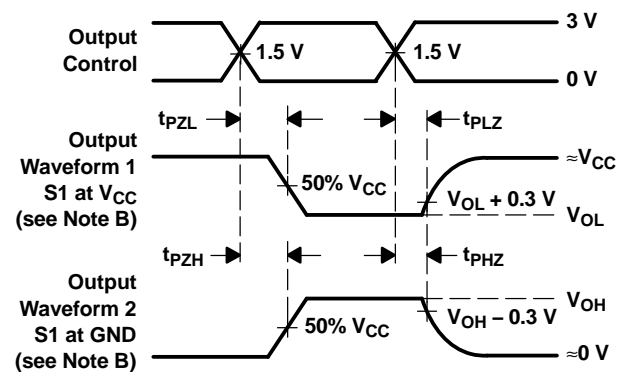 Output
Control
1.5 V
1.5 V
3 V
0 V
tPZL
tPLZ
Output
Waveform 1
S1 at VCC
(see Note B)
50% VCC
VOL + 0.3 V
≈VCC
VOL
tPZH
tPHZ
Output
Waveform 2
S1 at GND
(see Note B)
50% VCC
VOH – 0.3 V
VOH
≈0 V